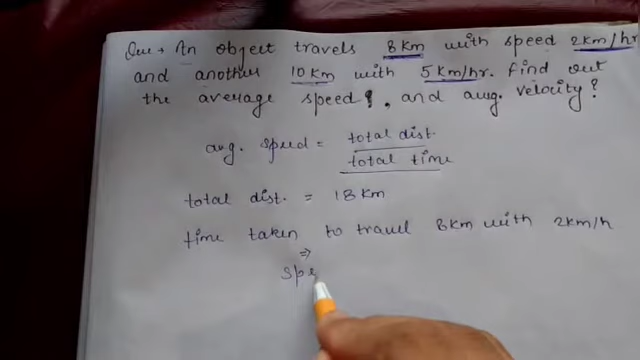 Que → An object travels 8 Km with speed 2 km/hr
and another 10 Km with 5 Km/hr. Find out
the average speed?, and avg. velocity?
avg. speed = total dist.
total time
total dist. = 18 Km
time taken to travel 8 Km with 2 km/h
⇒
spe